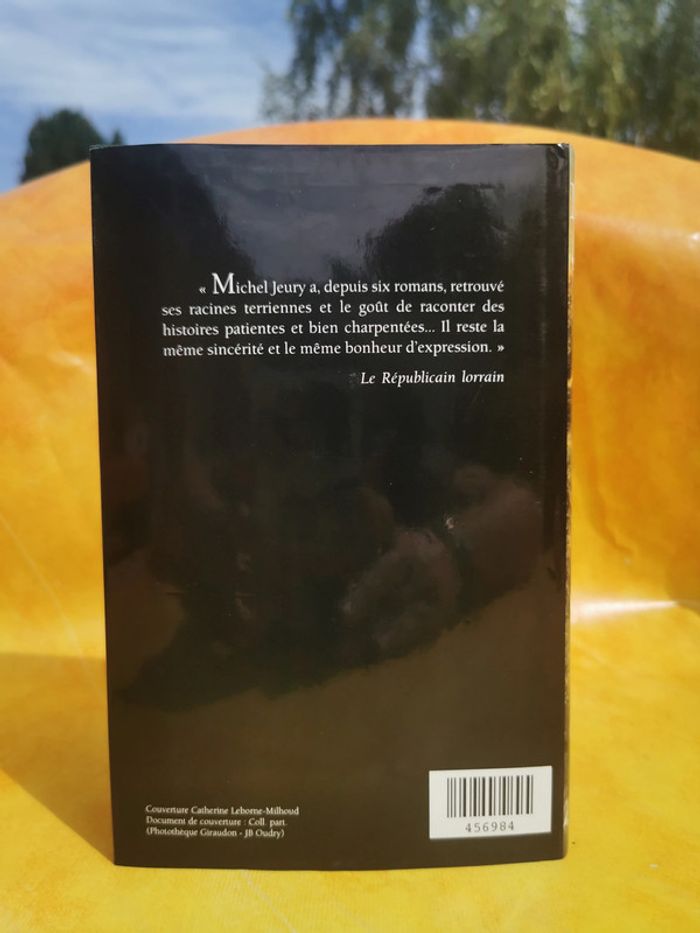 « Michel Jeury a, depuis six romans, retrouvé
ses racines terriennes et le goût de raconter des
histoires patientes et bien charpentées... Il reste la
même sincérité et le même bonheur d'expression. »
Le Républicain lorrain
Couverture Catherine Leborne-Milhoud
Document de couverture : Coll. part.
(Photothèque Giraudon - JB Oudry)
456984